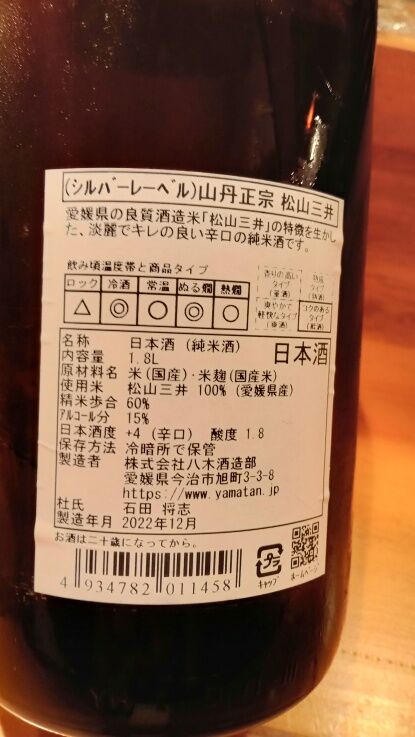 (シルバーレーベル)山丹正宗 松山三井
愛媛県の良質酒造米「松山三井」の特徴を生かし
た、淡麗でキレの良い辛口の純米酒です。
飲み頃温度帯と商品タイプ
ロック 冷酒 常温 ぬる燗 熱燗
△ ◎ ○ ◎ ○
香りの高い
タイプ
(薫酒)
熟成
タイプ
(熟酒)
爽やかで
軽快なタイプ
(爽酒)
コクのある
タイプ
(醇酒)
日本酒
名称 日本酒 (純米酒)
内容量 1.8L
原材料名 米(国産)・米麹(国産米)
使用米 松山三井 100% (愛媛県産)
精米歩合 60%
アルコール分 15%
日本酒度 +4 (辛口) 酸度 1.8
保存方法 冷暗所で保管
製造者 株式会社八木酒造部
愛媛県今治市旭町3-3-8
https://www.yamatan.jp
杜氏 石田 将志
製造年月 2022年12月
お酒は二十歳になってから。
4 934782 011458
プラ
キャップ
ホームページ